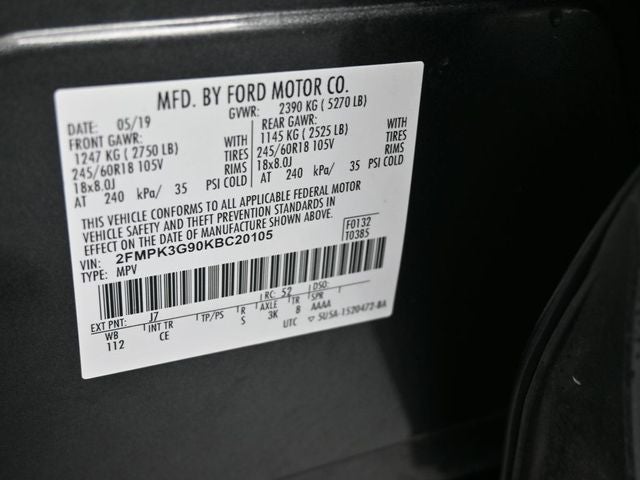 MFD. BY FORD MOTOR CO.
DATE: 05/19 GVWR: 2390 KG (5270 LB)
FRONT GAWR: WITH REAR GAWR: WITH
1247 KG (2750 LB) TIRES 1145 KG (2525 LB) TIRES
245/60R18 105V RIMS 245/60R18 105V RIMS
18x8.0J 18x8.0J
AT 240 kPa/ 35 PSI COLD AT 240 kPa/ 35 PSI COLD
THIS VEHICLE CONFORMS TO ALL APPLICABLE FEDERAL MOTOR
VEHICLE SAFETY AND THEFT PREVENTION STANDARDS IN
EFFECT ON THE DATE OF MANUFACTURE SHOWN ABOVE.
VIN: 2FMPK3G90KBC20105 F0132
TYPE: MPV T0385
RC: 52 DSO:
EXT PNT: J7
WB INT TR TP/PS R AXLE TR SPR
112 CE S 3K B AAAA
UTC ▽ 5U5A-1520472-BA